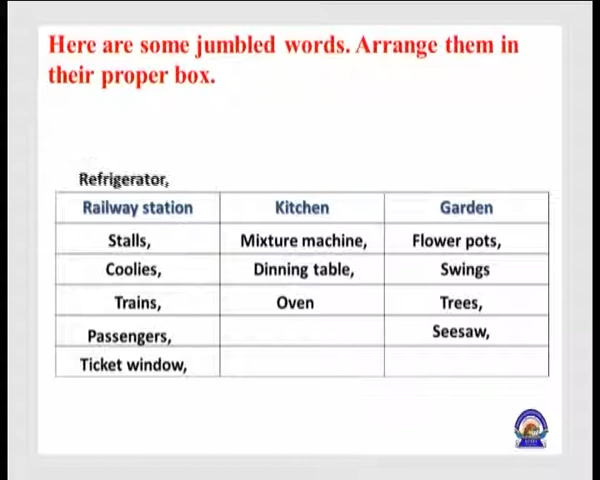 Here are some jumbled words. Arrange them in
their proper box.
Refrigerator,
Railway station Kitchen Garden
Stalls, Mixture machine, Flower pots,
Coolies, Dinning table, Swings
Trains, Oven Trees,
Passengers, Seesaw,
Ticket window,